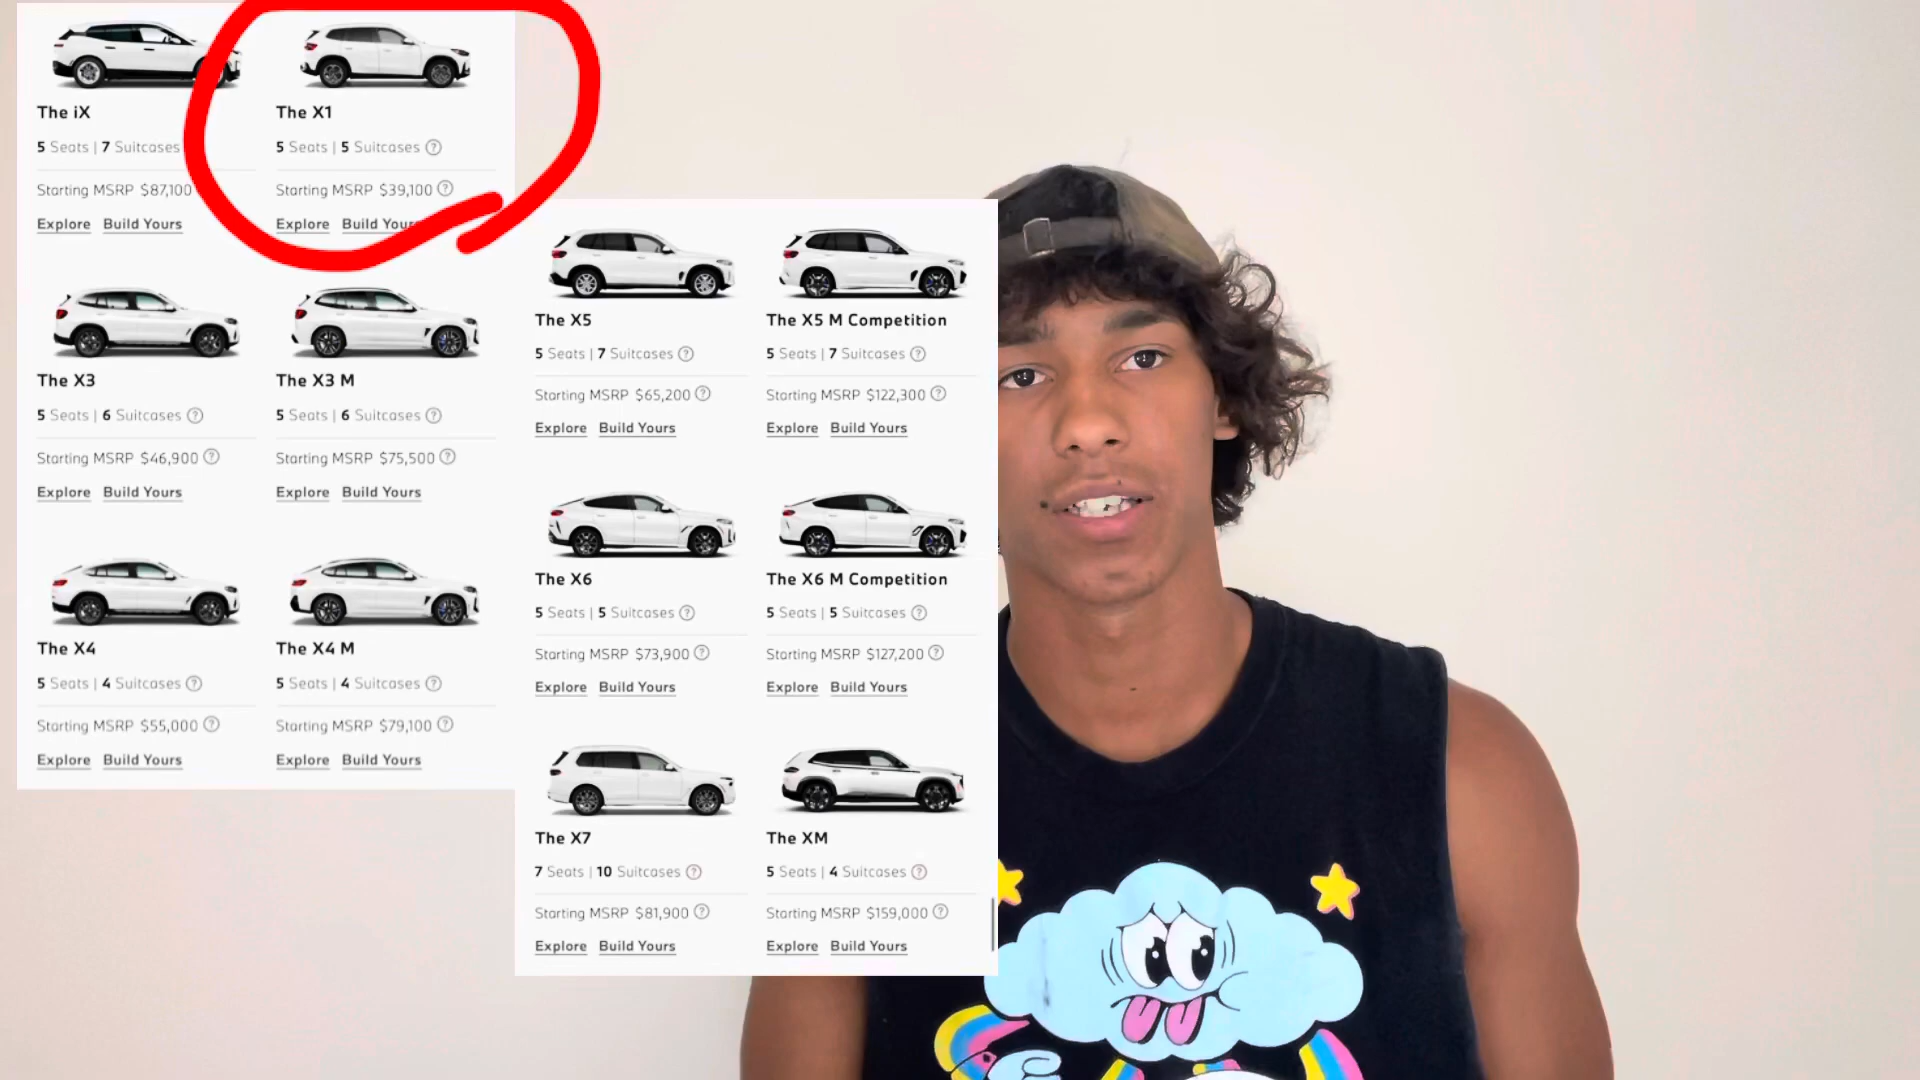 The iX
5 Seats | 7 Suitcases
Starting MSRP $87,100
Explore Build Yours
The X1
5 Seats | 5 Suitcases ?
Starting MSRP $39,100 ?
Explore Build Yours
The X3
5 Seats | 6 Suitcases ?
Starting MSRP $46,900 ?
Explore Build Yours
The X3 M
5 Seats | 6 Suitcases ?
Starting MSRP $75,500 ?
Explore Build Yours
The X4
5 Seats | 4 Suitcases ?
Starting MSRP $55,000 ?
Explore Build Yours
The X4 M
5 Seats | 4 Suitcases ?
Starting MSRP $79,100 ?
Explore Build Yours
The X5
5 Seats | 7 Suitcases ?
Starting MSRP $65,200 ?
Explore Build Yours
The X5 M Competition
5 Seats | 7 Suitcases ?
Starting MSRP $122,300 ?
Explore Build Yours
The X6
5 Seats | 5 Suitcases ?
Starting MSRP $73,900 ?
Explore Build Yours
The X6 M Competition
5 Seats | 5 Suitcases ?
Starting MSRP $127,200 ?
Explore Build Yours
The X7
7 Seats | 10 Suitcases ?
Starting MSRP $81,900 ?
Explore Build Yours
The XM
5 Seats | 4 Suitcases ?
Starting MSRP $159,000 ?
Explore Build Yours